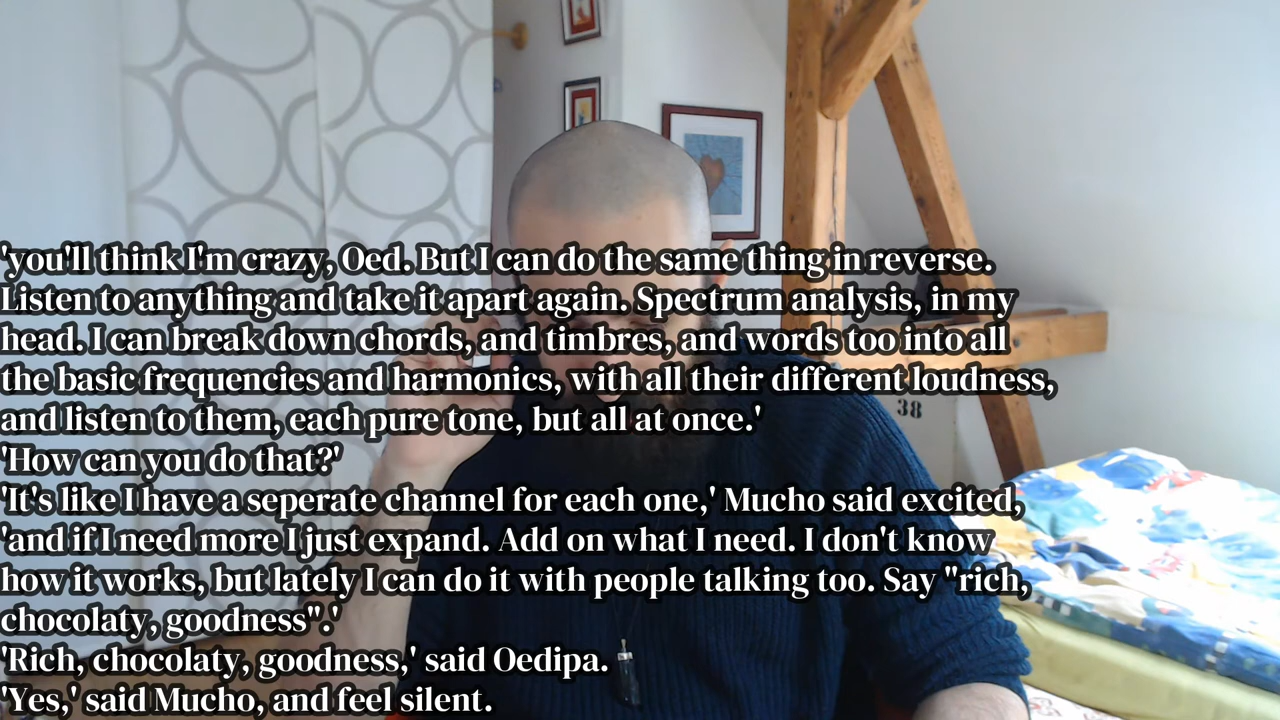 'you'll think I'm crazy, Oed. But I can do the same thing in reverse.
Listen to anything and take it apart again. Spectrum analysis, in my
head. I can break down chords, and timbres, and words too into all
the basic frequencies and harmonics, with all their different loudness,
and listen to them, each pure tone, but all at once.'
38
'How can you do that?'
'It's like I have a seperate channel for each one,' Mucho said excited,
'and if I need more I just expand. Add on what I need. I don't know
how it works, but lately I can do it with people talking too. Say "rich,
chocolaty, goodness".'
'Rich, chocolaty, goodness,' said Oedipa.
'Yes,' said Mucho, and feel silent.